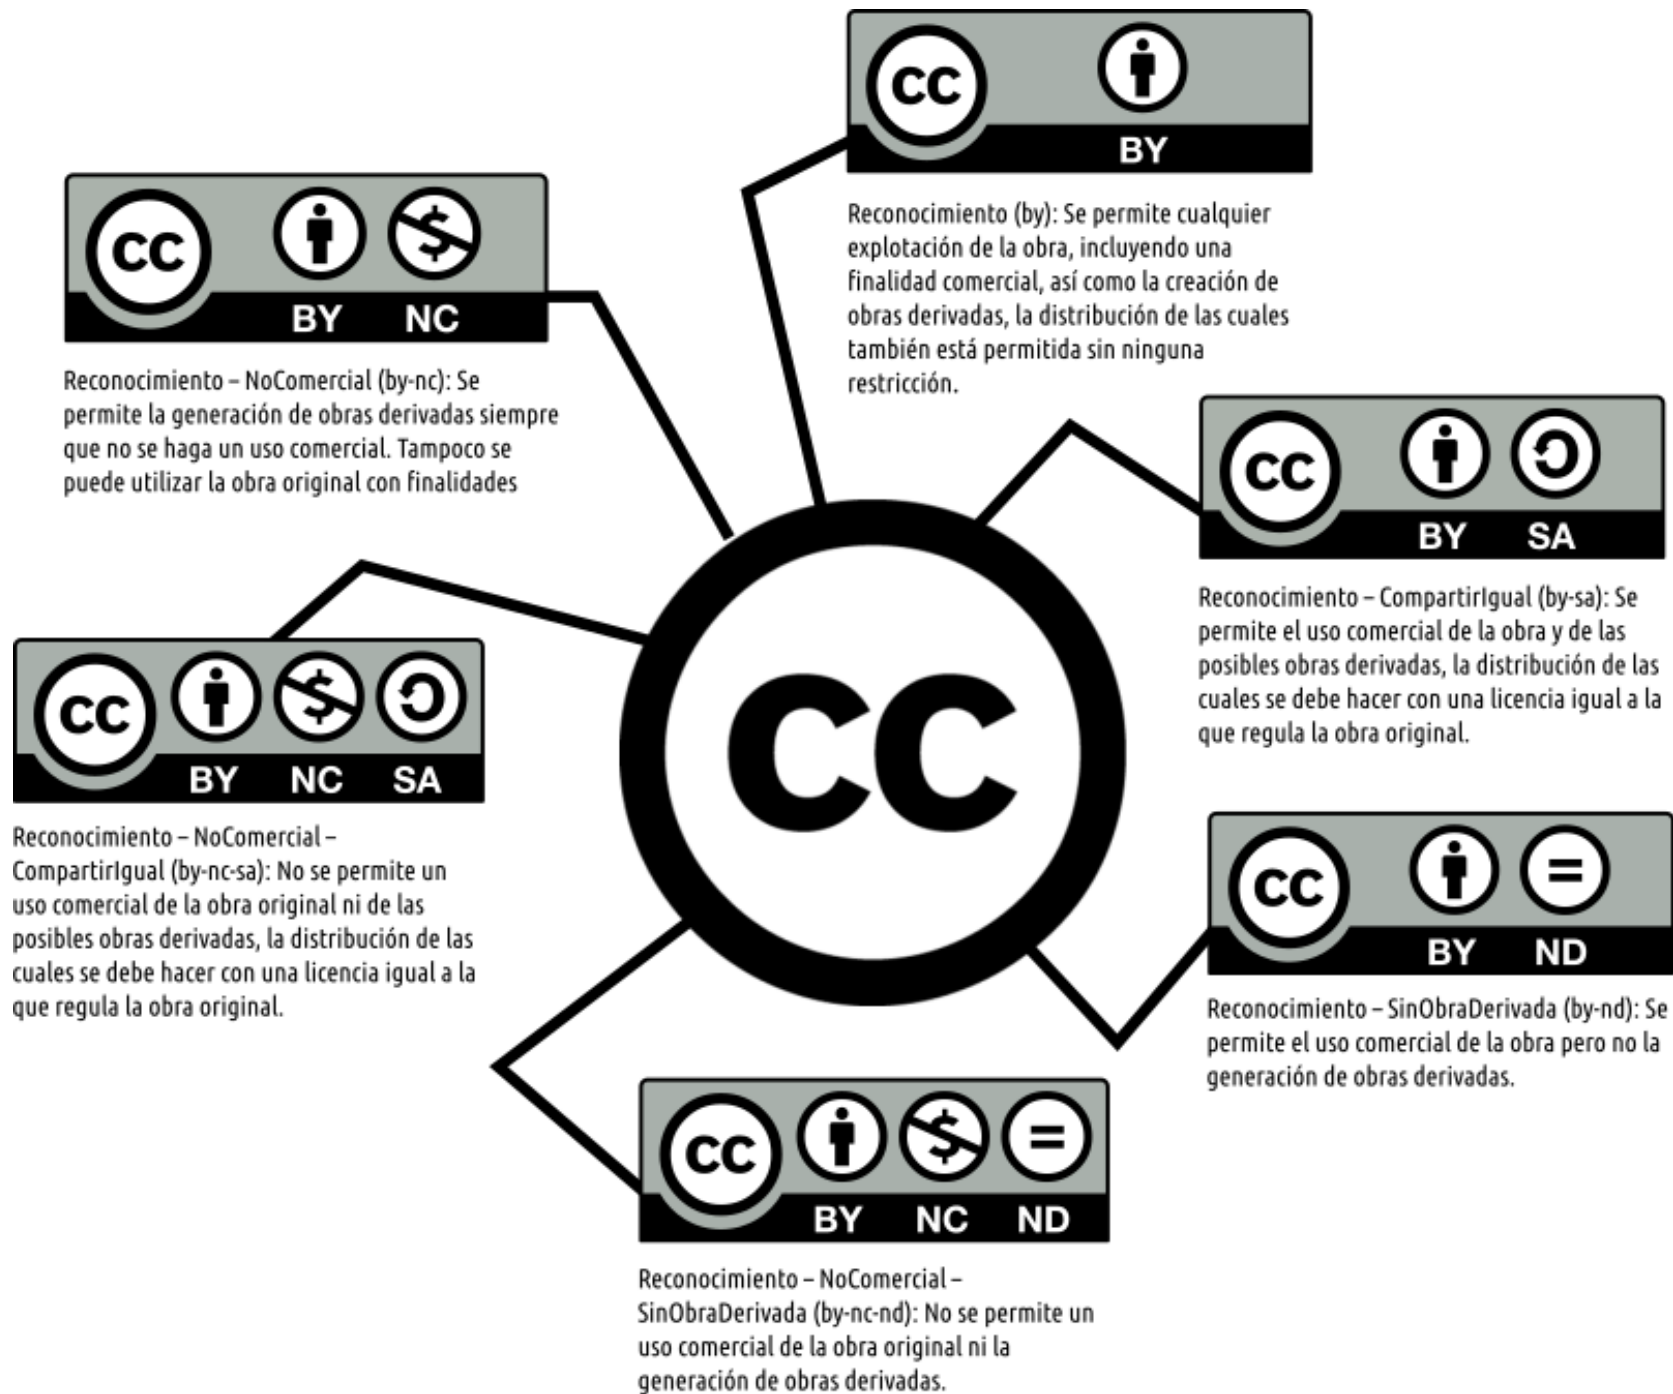 cc
BY
Reconocimiento (by): Se permite cualquier
explotación de la obra, incluyendo una
finalidad comercial, así como la creación de
obras derivadas, la distribución de las cuales
también está permitida sin ninguna
restricción.
cc
BY NC
Reconocimiento – NoComercial (by-nc): Se
permite la generación de obras derivadas siempre
que no se haga un uso comercial. Tampoco se
puede utilizar la obra original con finalidades
cc
BY SA
Reconocimiento – CompartirIgual (by-sa): Se
permite el uso comercial de la obra y de las
posibles obras derivadas, la distribución de las
cuales se debe hacer con una licencia igual a la
que regula la obra original.
cc
cc
BY NC SA
Reconocimiento – NoComercial –
CompartirIgual (by-nc-sa): No se permite un
uso comercial de la obra original ni de las
posibles obras derivadas, la distribución de las
cuales se debe hacer con una licencia igual a la
que regula la obra original.
cc
=
BY ND
Reconocimiento – SinObraDerivada (by-nd): Se
permite el uso comercial de la obra pero no la
generación de obras derivadas.
cc
=
BY NC ND
Reconocimiento – NoComercial –
SinObraDerivada (by-nc-nd): No se permite un
uso comercial de la obra original ni la
generación de obras derivadas.